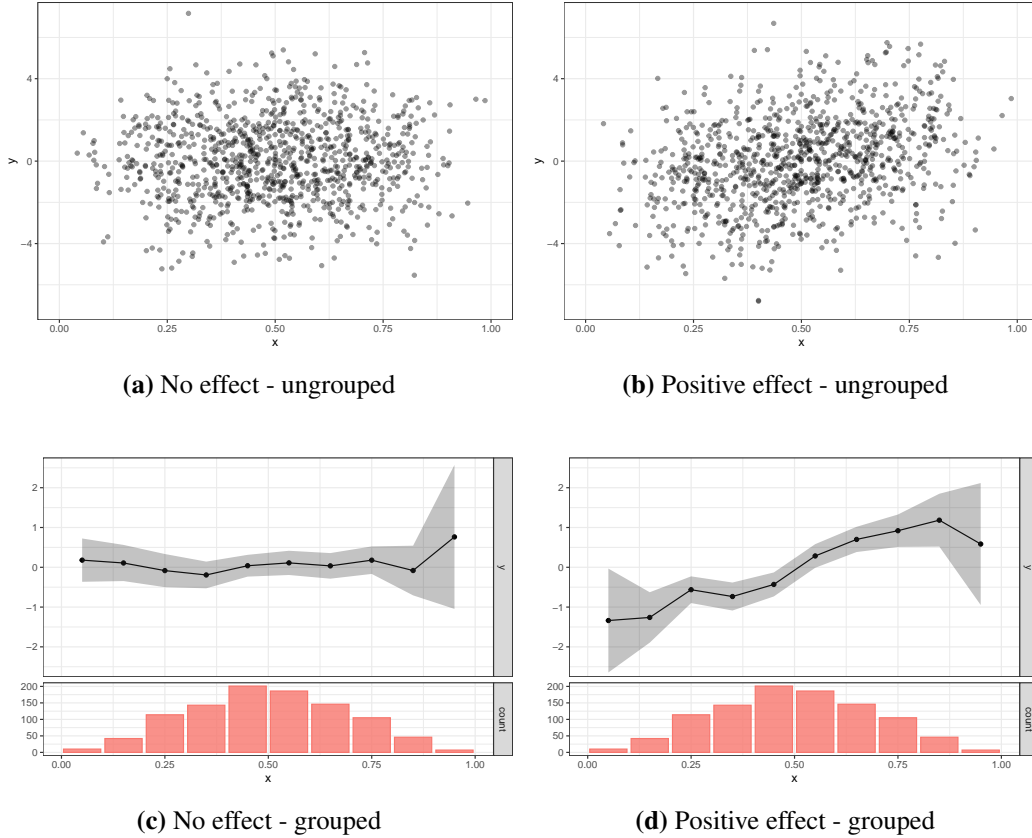 4
0
−4
y
0.00 0.25 0.50 0.75 1.00
x
(a) No effect - ungrouped
4
0
−4
y
0.00 0.25 0.50 0.75 1.00
x
(b) Positive effect - ungrouped
2
1
0
−1
−2
y
200
150
100
50
0
count
0.00 0.25 0.50 0.75 1.00
x
(c) No effect - grouped
2
1
0
−1
−2
y
200
150
100
50
0
count
0.00 0.25 0.50 0.75 1.00
x
(d) Positive effect - grouped